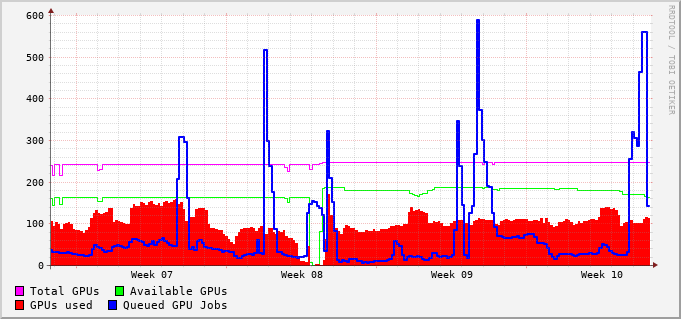 RRDTOOL / TOBI OETIKER
600
500
400
300
200
100
0
Week 07 Week 08 Week 09 Week 10
Total GPUs Available GPUs
GPUs used Queued GPU Jobs